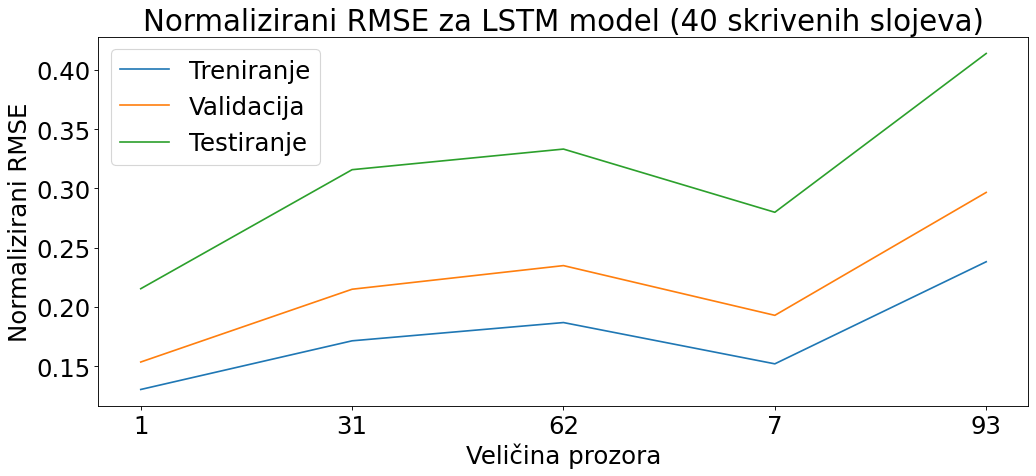 Normalizirani RMSE za LSTM model (40 skrivenih slojeva)
Treniranje
Validacija
Testiranje
Normalizirani RMSE
0.40
0.35
0.30
0.25
0.20
0.15
1 31 62 7 93
Veličina prozora